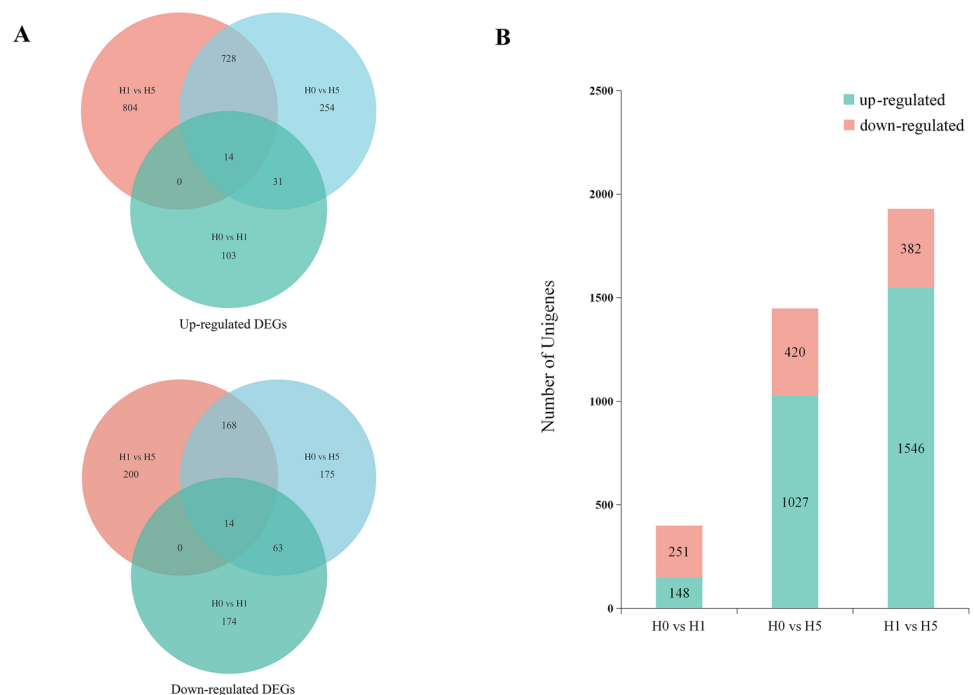 A
728
H1 vs H5
H0 vs H5
804
254
14
0
31
H0 vs H1
103
Up-regulated DEGs
168
H1 vs H5
H0 vs H5
200
175
14
0
63
H0 vs H1
174
Down-regulated DEGs
B
up-regulated
down-regulated
Number of Unigenes
2500
2000
1500
1000
500
0
251
148
420
1027
382
1546
H0 vs H1
H0 vs H5
H1 vs H5